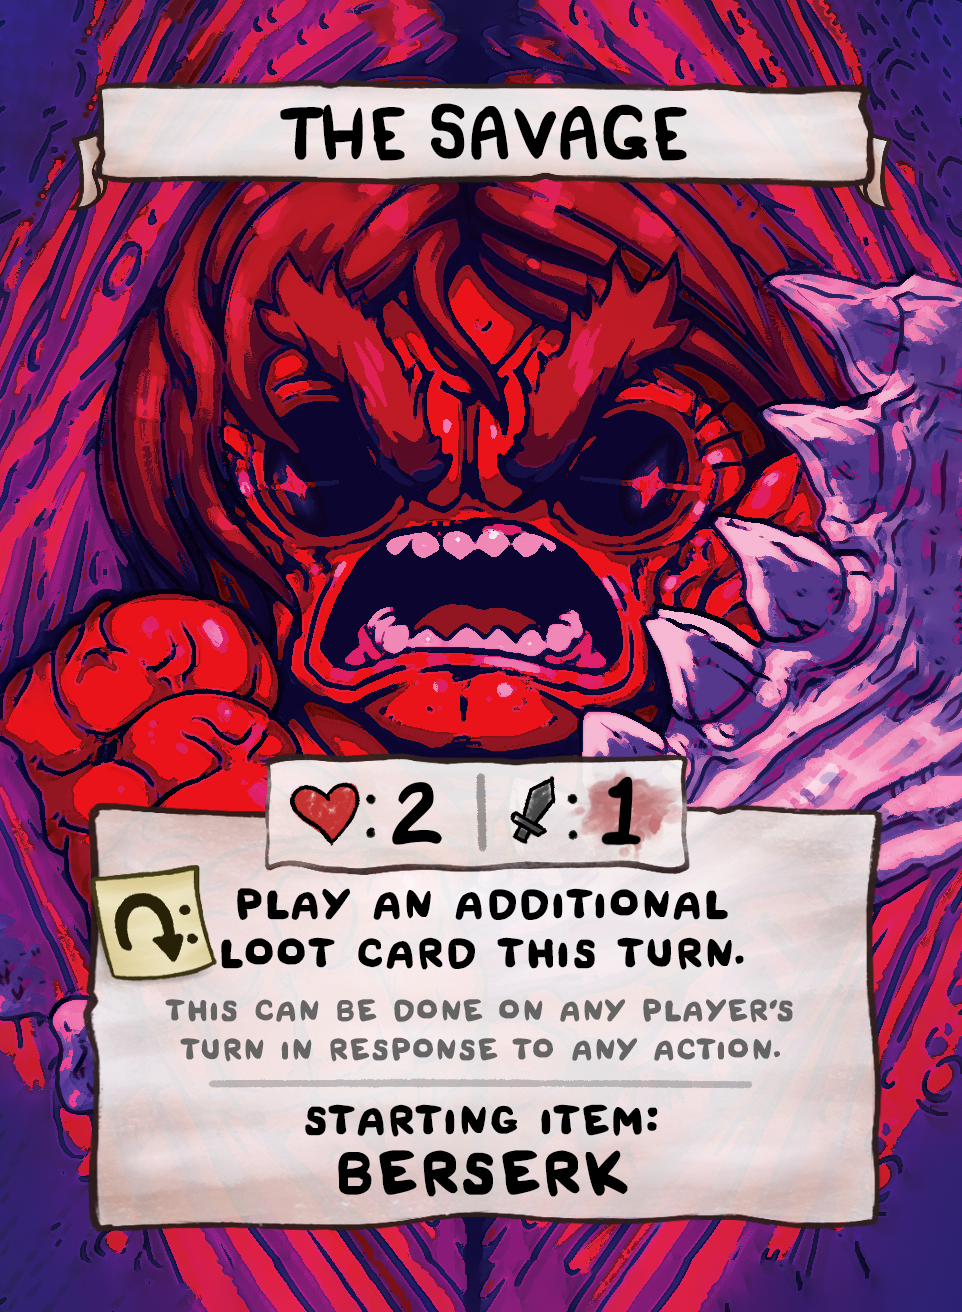 THE SAVAGE
: 2 | : 1
:
PLAY AN ADDITIONAL
LOOT CARD THIS TURN.
THIS CAN BE DONE ON ANY PLAYER'S
TURN IN RESPONSE TO ANY ACTION.
STARTING ITEM:
BERSERK